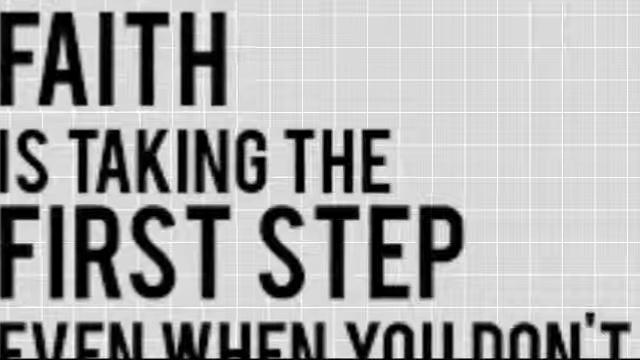 FAITH
IS TAKING THE
FIRST STEP
EVEN WHEN YOU DON'T